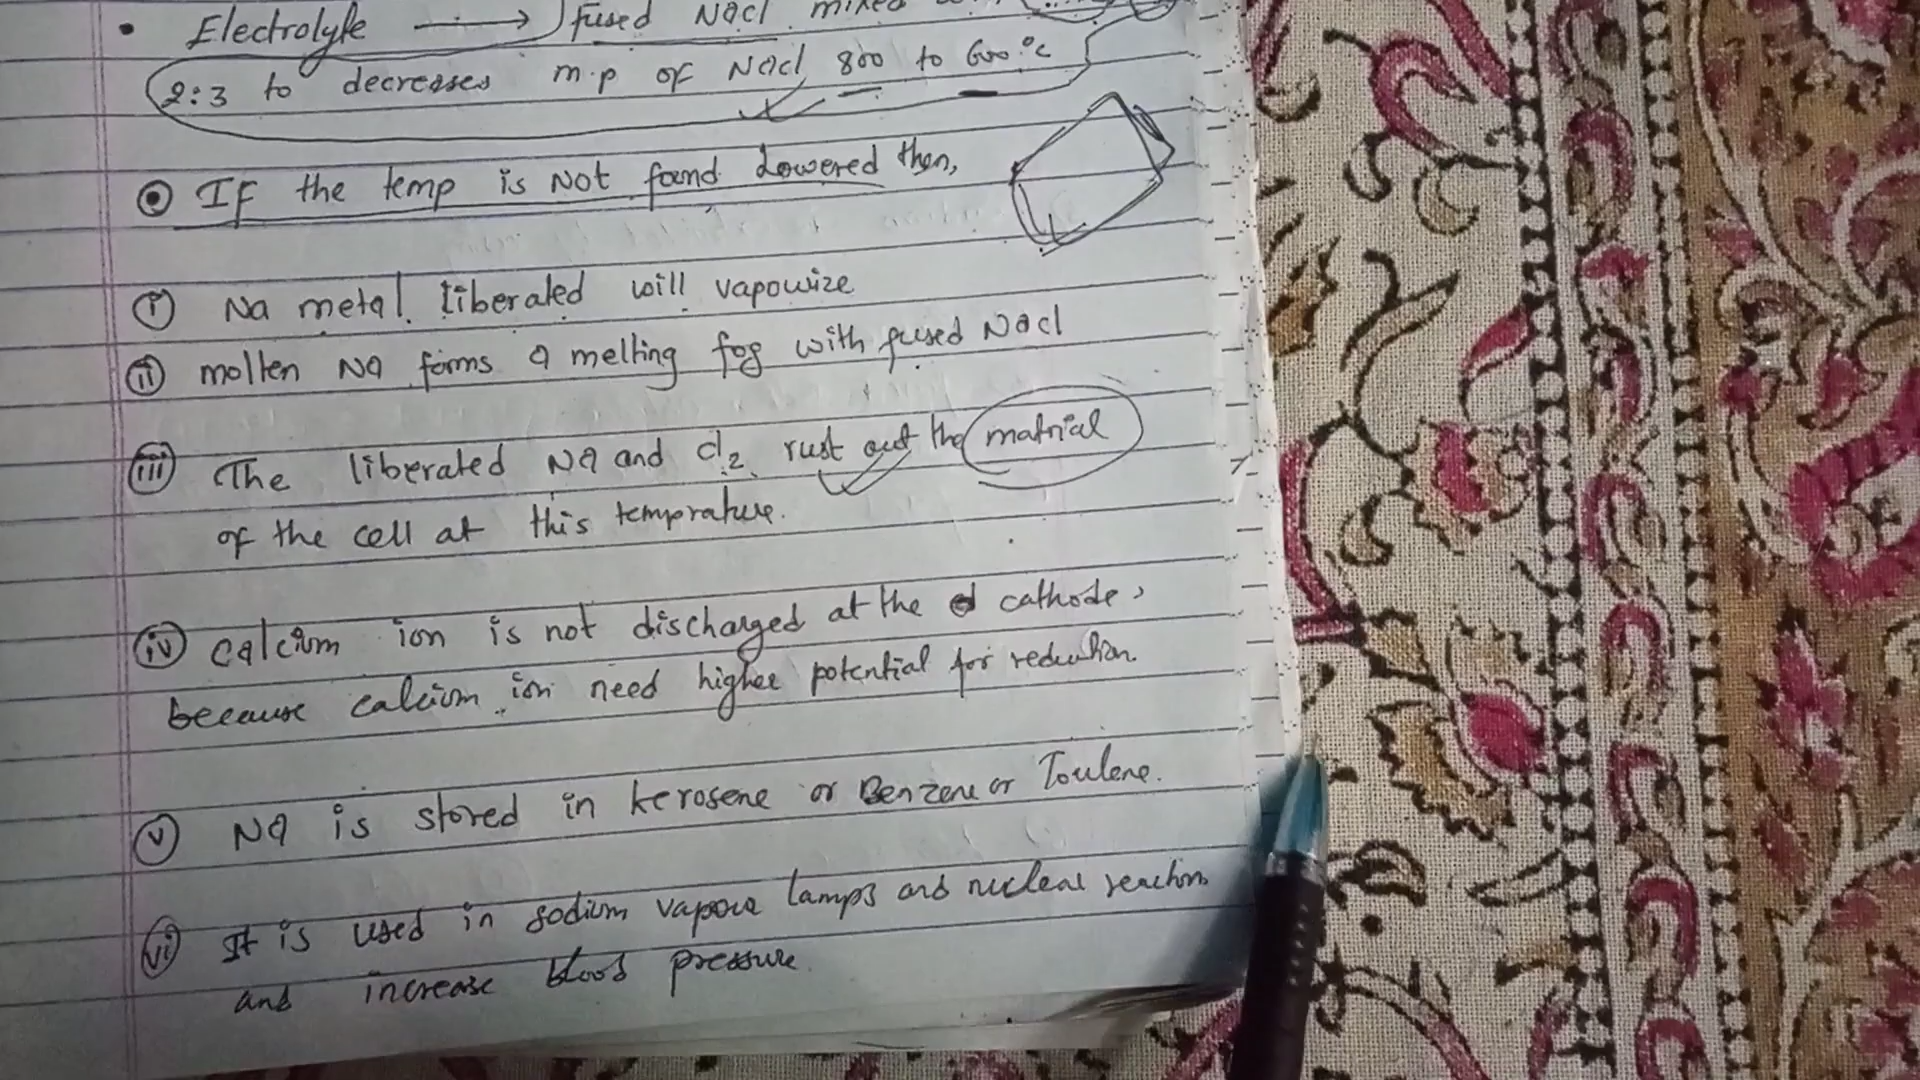 • Electrolyte → fused NaCl mixed
2:3 to decreases m.p of NaCl 800 to 600°c
If the temp is Not found Lowered then,
(i) Na metal liberated will vapourize
(ii) molten Na forms a melting fog with fused NaCl
(iii) The liberated Na and Cl2 rust out the matrial
of the cell at this temprature.
(iv) calcium ion is not discharged at the cathode,
because calcium ion need higher potential for reduction.
(v) Na is stored in kerosene or Benzene or Toulene.
(vi) It is used in sodium vapour lamps and nuclear reactions
and increase blood pressure.